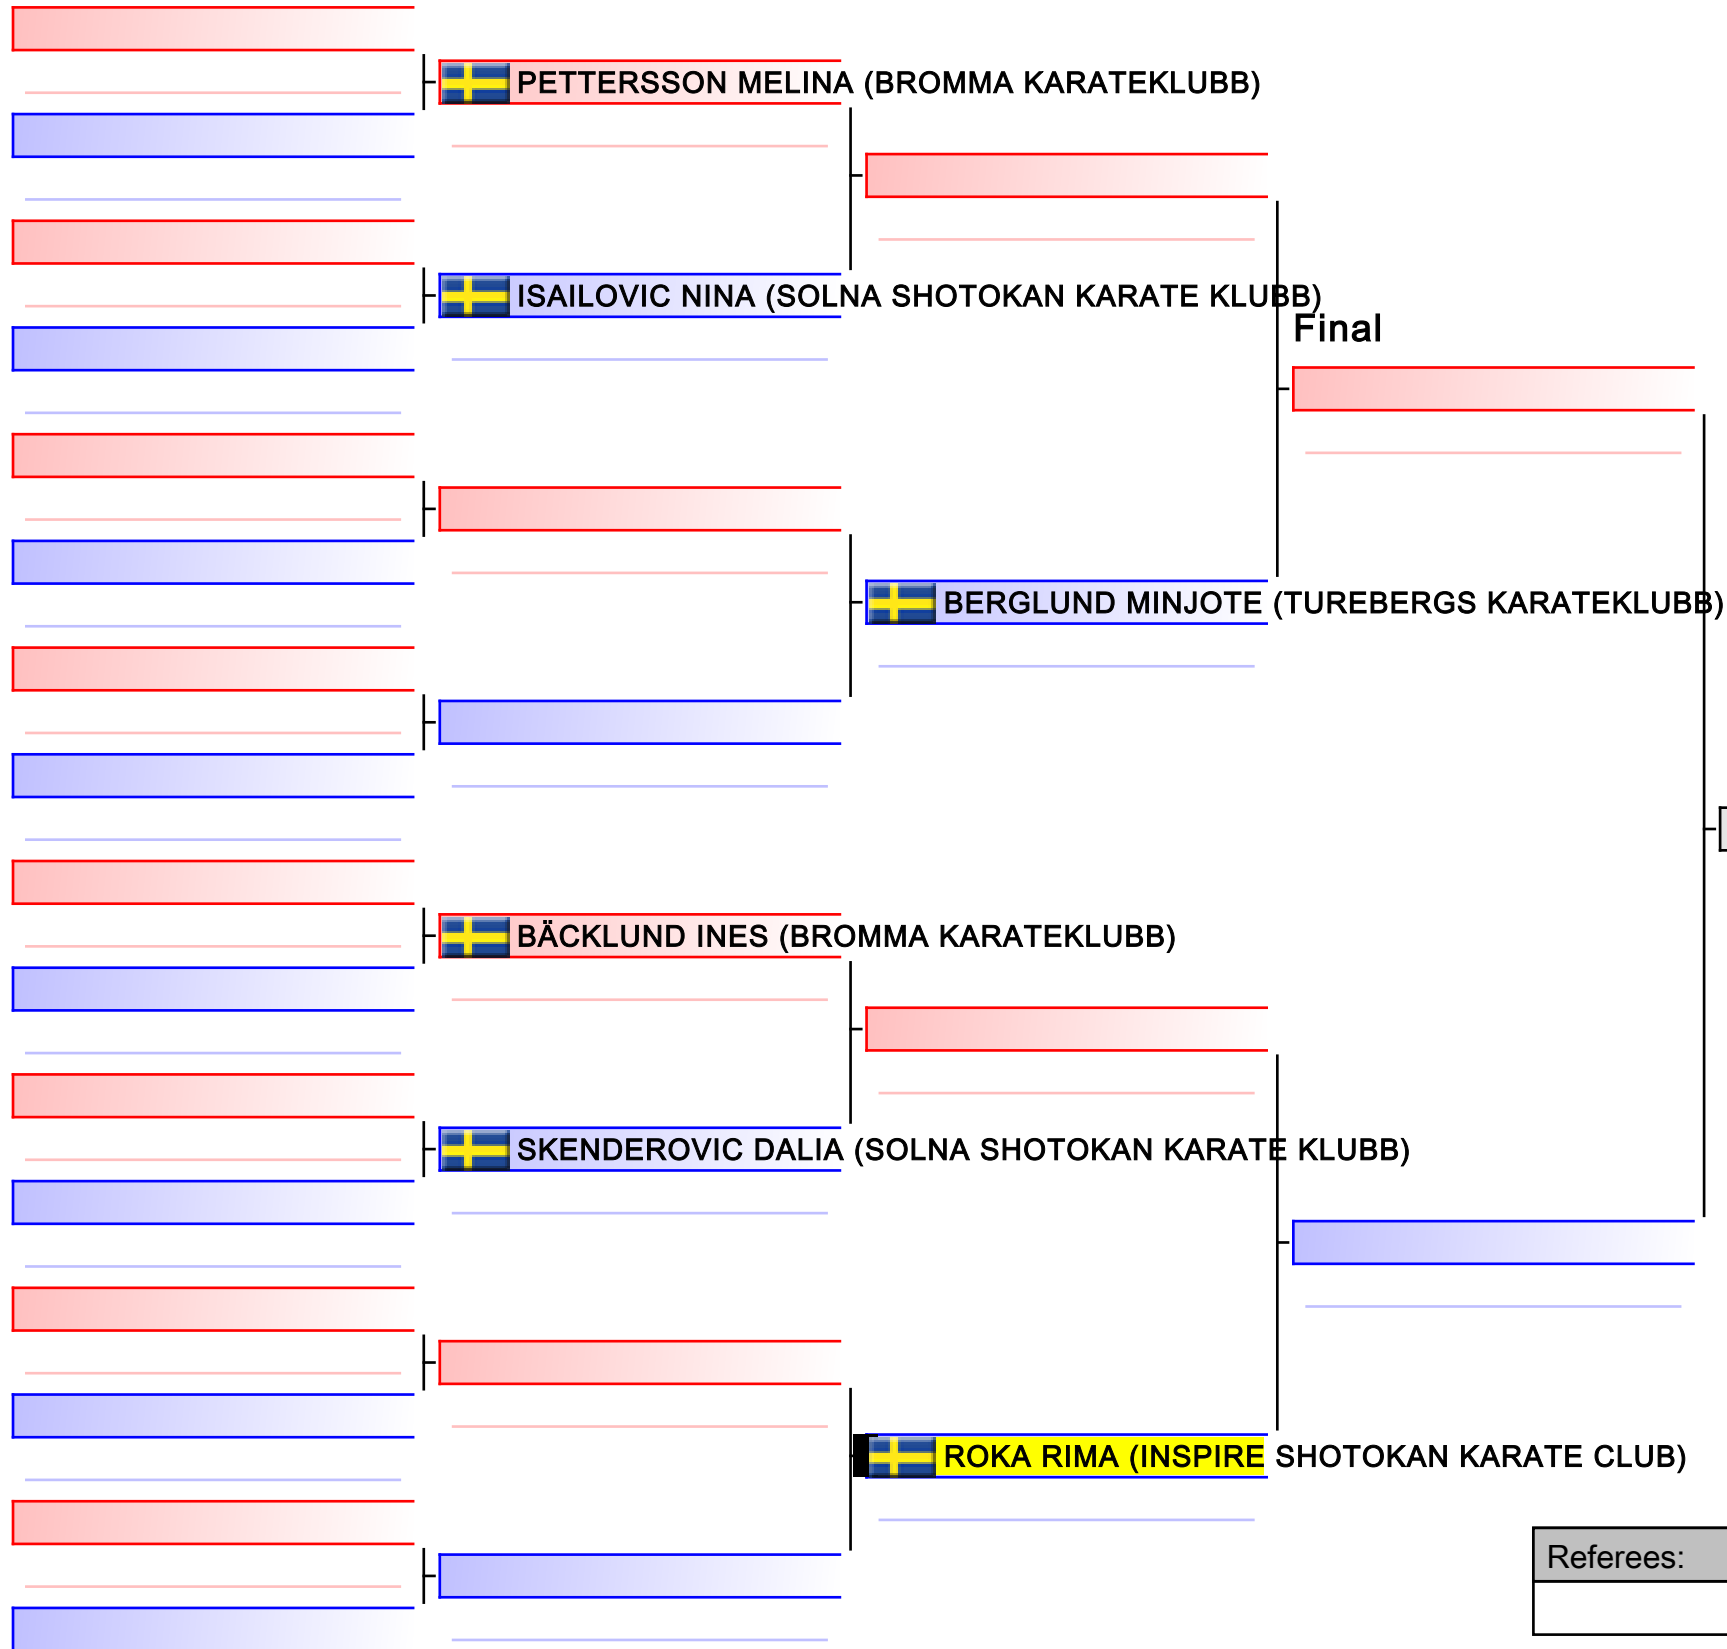 PETTERSSON MELINA (BROMMA KARATEKLUBB)
ISAILOVIC NINA (SOLNA SHOTOKAN KARATE KLUBB)
Final
BERGLUND MINJOTE (TUREBERGS KARATEKLUBB)
BÄCKLUND INES (BROMMA KARATEKLUBB)
SKENDEROVIC DALIA (SOLNA SHOTOKAN KARATE KLUBB)
ROKA RIMA (INSPIRE SHOTOKAN KARATE CLUB)
Referees: